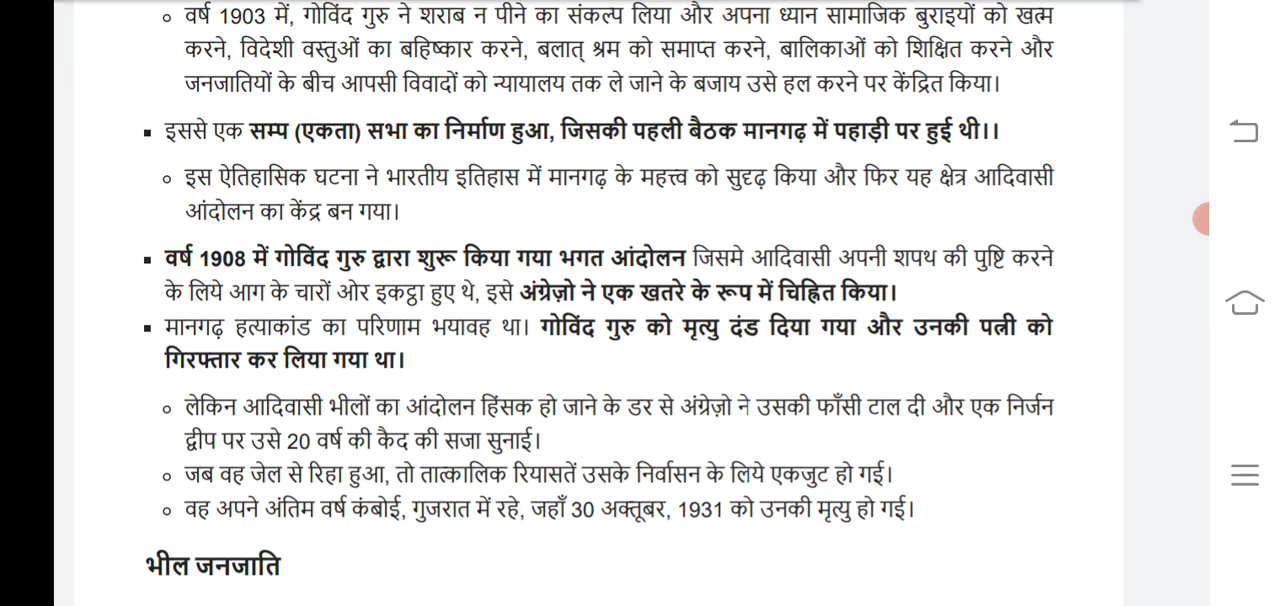 वर्ष 1903 में, गोविंद गुरु ने शराब न पीने का संकल्प लिया और अपना ध्यान सामाजिक बुराइयों को खत्म
करने, विदेशी वस्तुओं का बहिष्कार करने, बलात् श्रम को समाप्त करने, बालिकाओं को शिक्षित करने और
जनजातियों के बीच आपसी विवादों को न्यायालय तक ले जाने के बजाय उसे हल करने पर केंद्रित किया।
इससे एक सम्प (एकता) सभा का निर्माण हुआ, जिसकी पहली बैठक मानगढ़ में पहाड़ी पर हुई थी।।
इस ऐतिहासिक घटना ने भारतीय इतिहास में मानगढ़ के महत्त्व को सुदृढ़ किया और फिर यह क्षेत्र आदिवासी
आंदोलन का केंद्र बन गया।
वर्ष 1908 में गोविंद गुरु द्वारा शुरू किया गया भगत आंदोलन जिसमे आदिवासी अपनी शपथ की पुष्टि करने
के लिये आग के चारों ओर इकट्ठा हुए थे, इसे अंग्रेज़ो ने एक खतरे के रूप में चिह्नित किया।
मानगढ़ हत्याकांड का परिणाम भयावह था। गोविंद गुरु को मृत्यु दंड दिया गया और उनकी पत्नी को
गिरफ्तार कर लिया गया था।
लेकिन आदिवासी भीलों का आंदोलन हिंसक हो जाने के डर से अंग्रेज़ो ने उसकी फाँसी टाल दी और एक निर्जन
द्वीप पर उसे 20 वर्ष की कैद की सजा सुनाई।
जब वह जेल से रिहा हुआ, तो तात्कालिक रियासतें उसके निर्वासन के लिये एकजुट हो गई।
वह अपने अंतिम वर्ष कंबोई, गुजरात में रहे, जहाँ 30 अक्तूबर, 1931 को उनकी मृत्यु हो गई।
भील जनजाति